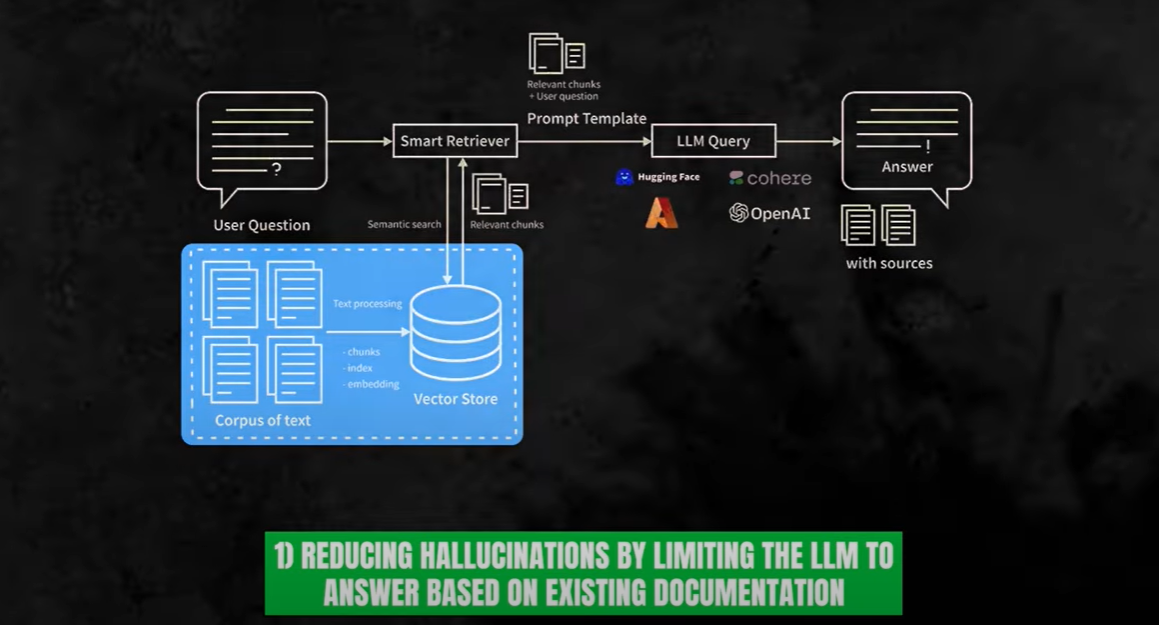 Relevant chunks
+ User question
Prompt Template
?
Smart Retriever
LLM Query
!
Answer
Hugging Face
cohere
OpenAI
User Question
Semantic search
Relevant chunks
with sources
Text processing
- chunks
- index
- embedding
Vector Store
Corpus of text
1) REDUCING HALLUCINATIONS BY LIMITING THE LLM TO
ANSWER BASED ON EXISTING DOCUMENTATION